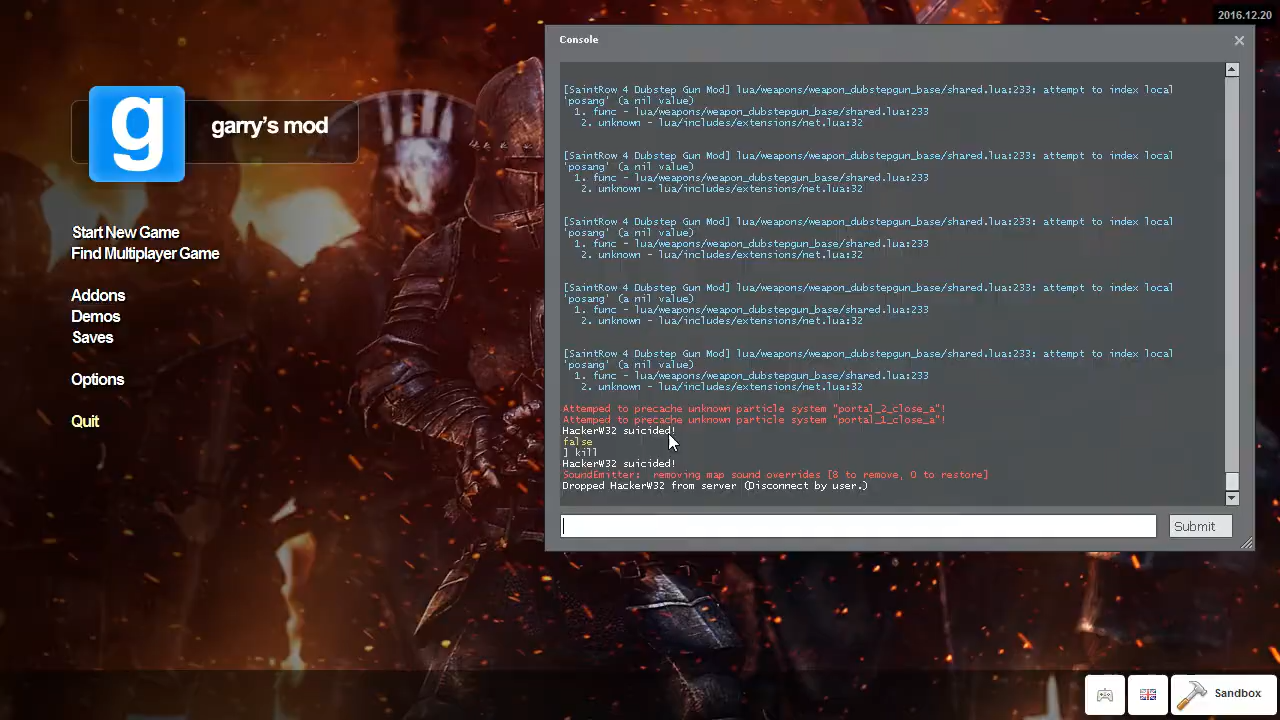 2016.12.20
g
garry's mod
Start New Game
Find Multiplayer Game
Addons
Demos
Saves
Options
Quit
Console
[SaintRow 4 Dubstep Gun Mod] lua/weapons/weapon_dubstepgun_base/shared.lua:233: attempt to index local
'posang' (a nil value)
1. func - lua/weapons/weapon_dubstepgun_base/shared.lua:233
2. unknown - lua/includes/extensions/net.lua:32
[SaintRow 4 Dubstep Gun Mod] lua/weapons/weapon_dubstepgun_base/shared.lua:233: attempt to index local
'posang' (a nil value)
1. func - lua/weapons/weapon_dubstepgun_base/shared.lua:233
2. unknown - lua/includes/extensions/net.lua:32
[SaintRow 4 Dubstep Gun Mod] lua/weapons/weapon_dubstepgun_base/shared.lua:233: attempt to index local
'posang' (a nil value)
1. func - lua/weapons/weapon_dubstepgun_base/shared.lua:233
2. unknown - lua/includes/extensions/net.lua:32
[SaintRow 4 Dubstep Gun Mod] lua/weapons/weapon_dubstepgun_base/shared.lua:233: attempt to index local
'posang' (a nil value)
1. func - lua/weapons/weapon_dubstepgun_base/shared.lua:233
2. unknown - lua/includes/extensions/net.lua:32
[SaintRow 4 Dubstep Gun Mod] lua/weapons/weapon_dubstepgun_base/shared.lua:233: attempt to index local
'posang' (a nil value)
1. func - lua/weapons/weapon_dubstepgun_base/shared.lua:233
2. unknown - lua/includes/extensions/net.lua:32
Attemped to precache unknown particle system "portal_2_close_a"!
Attemped to precache unknown particle system "portal_1_close_a"!
HackerW32 suicided!
false
] kill
HackerW32 suicided!
SoundEmitter:  removing map sound overrides [8 to remove, 0 to restore]
Dropped HackerW32 from server (Disconnect by user.)
Submit
Sandbox